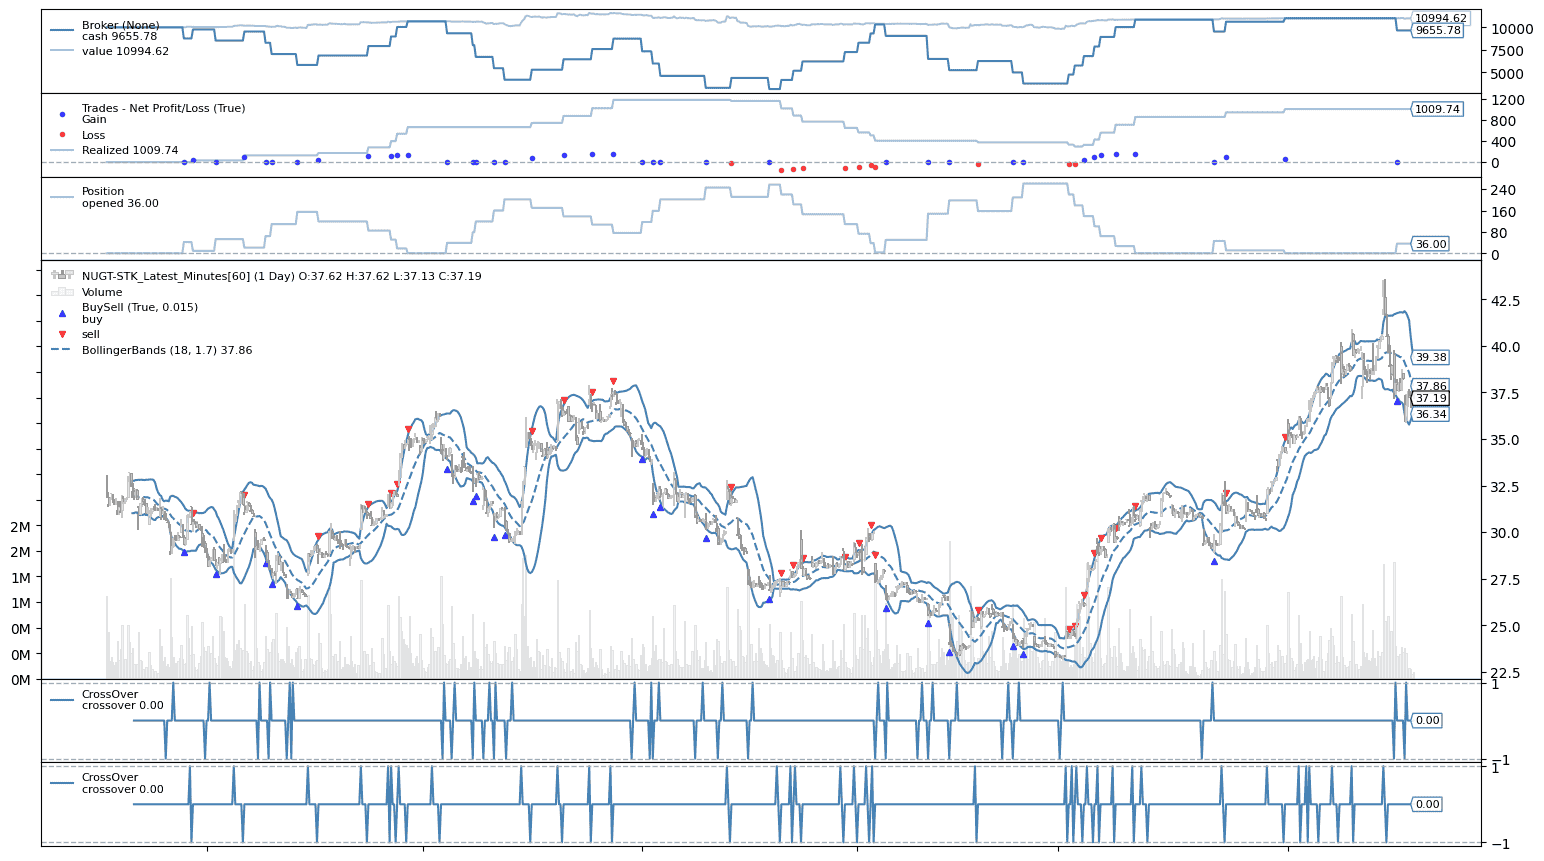 Broker (None)
cash 9655.78
value 10994.62
10994.62
9655.78
10000
7500
5000
Trades - Net Profit/Loss (True)
Gain
Loss
Realized 1009.74
1009.74
1200
800
400
0
Position
opened 36.00
36.00
240
160
80
0
NUGT-STK_Latest_Minutes[60] (1 Day) O:37.62 H:37.62 L:37.13 C:37.19
Volume
BuySell (True, 0.015)
buy
sell
BollingerBands (18, 1.7) 37.86
39.38
37.86
37.19
36.34
42.5
40.0
37.5
35.0
32.5
30.0
27.5
25.0
22.5
2M
2M
1M
1M
0M
0M
0M
CrossOver
crossover 0.00
0.00
1
−1
CrossOver
crossover 0.00
0.00
1
−1